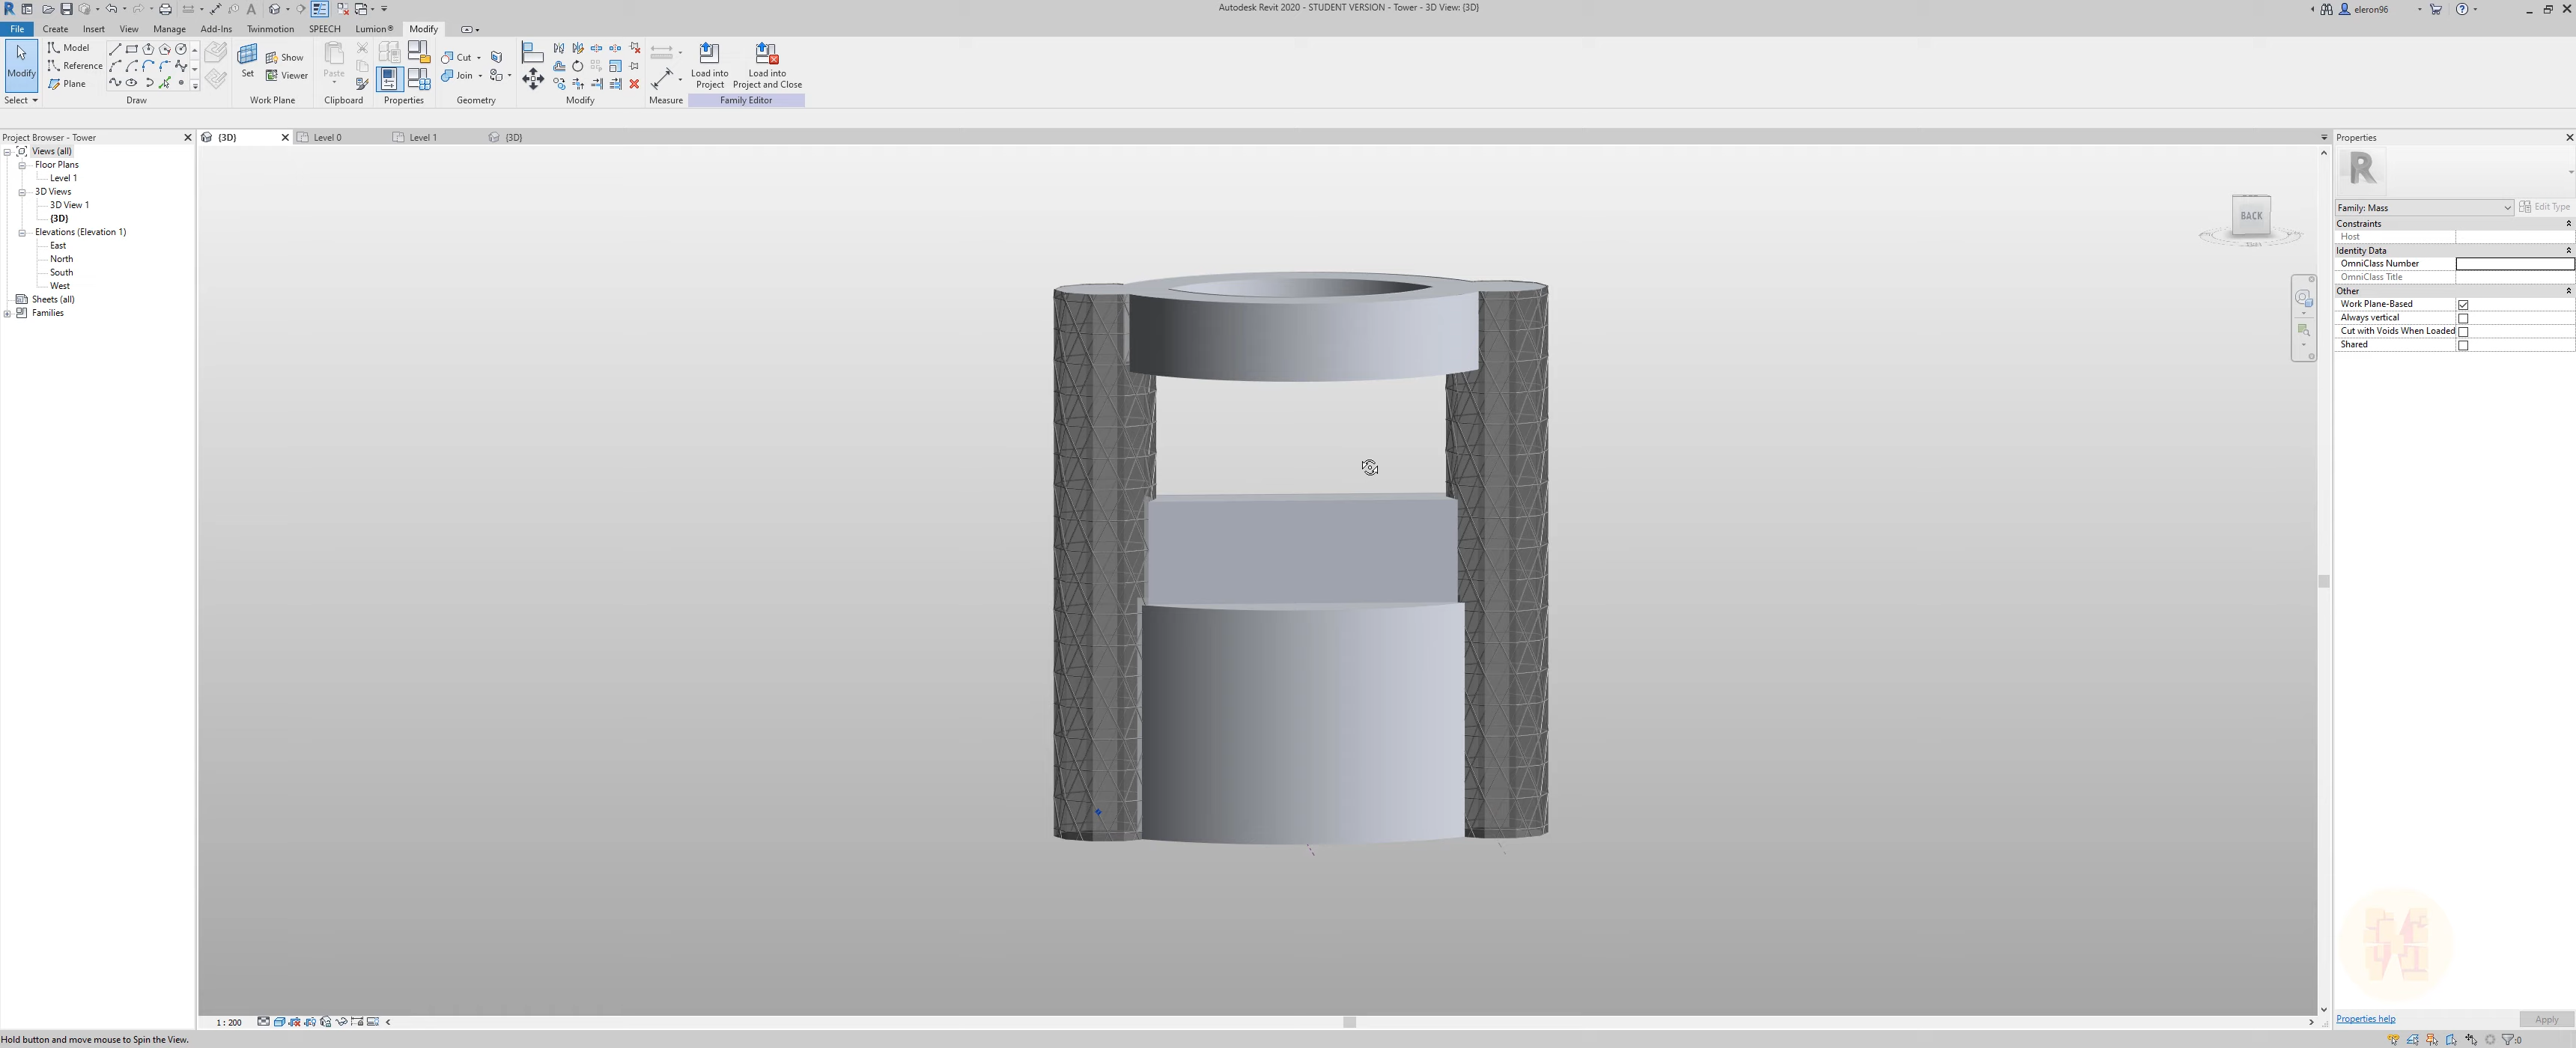 Autodesk Revit 2020 - STUDENT VERSION - Tower - 3D View: {3D}
eleron96
File Create Insert View Manage Add-Ins Twinmotion SPEECH Lumion® Modify
Modify
Model
Reference
Plane
Set
Show
Viewer
Paste
Cut
Join
Load into Project
Load into Project and Close
Select Draw Work Plane Clipboard Properties Geometry Modify Measure Family Editor
Project Browser - Tower
{3D} Level 0 Level 1 {3D}
Views (all)
Floor Plans
Level 1
3D Views
3D View 1
{3D}
Elevations (Elevation 1)
East
North
South
West
Sheets (all)
Families
BACK
Properties
R
Family: Mass
Edit Type
Constraints
Host
Identity Data
OmniClass Number
OmniClass Title
Other
Work Plane-Based
Always vertical
Cut with Voids When Loaded
Shared
Properties help
Apply
1 : 200
Hold button and move mouse to Spin the View.
:0